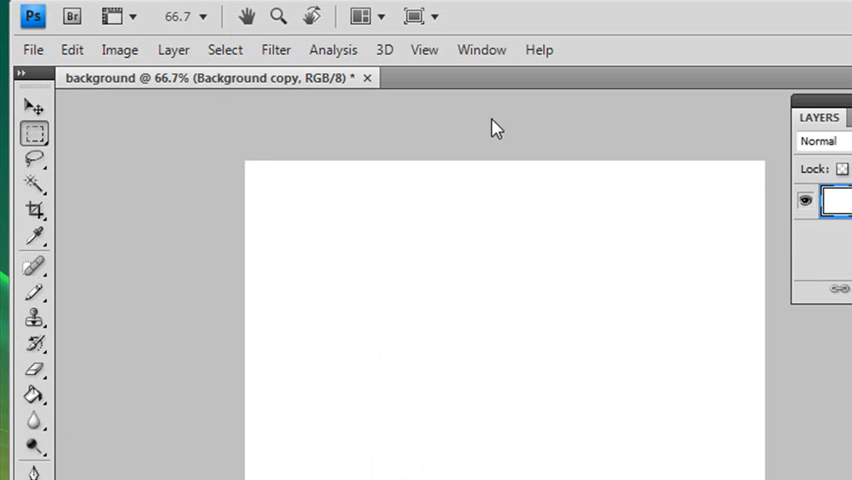 Ps Br 66.7
File Edit Image Layer Select Filter Analysis 3D View Window Help
background @ 66.7% (Background copy, RGB/8) *
LAYERS
Normal
Lock: